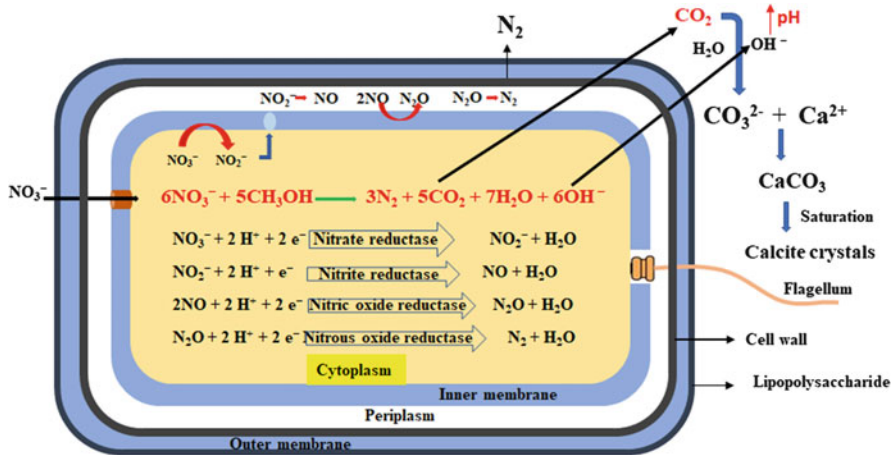 N₂
CO₂
pH
H₂O
OH⁻
NO₂⁻ → NO 2NO N₂O N₂O → N₂
CO₃²⁻ + Ca²⁺
NO₃⁻ NO₂⁻
CaCO₃
NO₃⁻
6NO₃⁻ + 5CH₃OH → 3N₂ + 5CO₂ + 7H₂O + 6OH⁻
Saturation
NO₃⁻ + 2 H⁺ + 2 e⁻ Nitrate reductase NO₂⁻ + H₂O
Calcite crystals
NO₂⁻ + 2 H⁺ + e⁻ Nitrite reductase NO + H₂O
Flagellum
2NO + 2 H⁺ + 2 e⁻ Nitric oxide reductase N₂O + H₂O
N₂O + 2 H⁺ + 2 e⁻ Nitrous oxide reductase N₂ + H₂O
Cell wall
Cytoplasm
Lipopolysaccharide
Inner membrane
Periplasm
Outer membrane